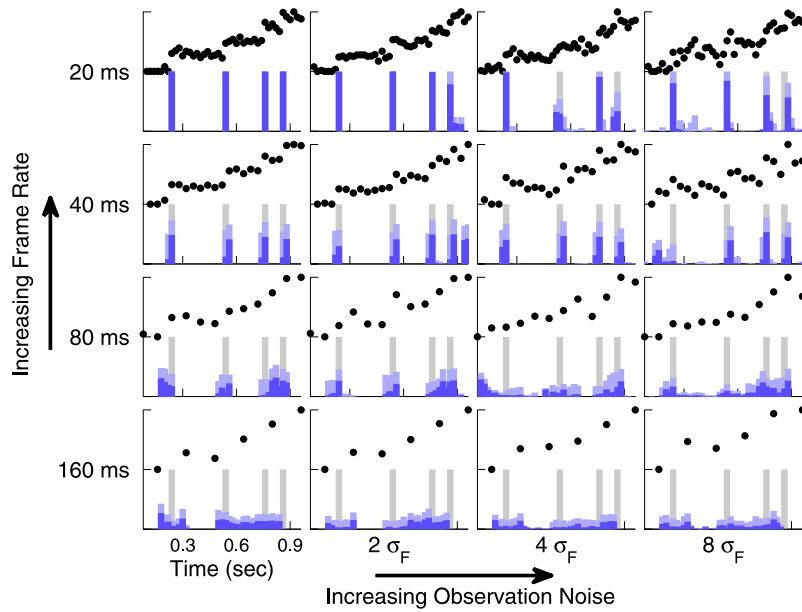 20 ms
40 ms
80 ms
160 ms
Increasing Frame Rate
0.3 0.6 0.9
Time (sec)
2 σF
4 σF
8 σF
Increasing Observation Noise